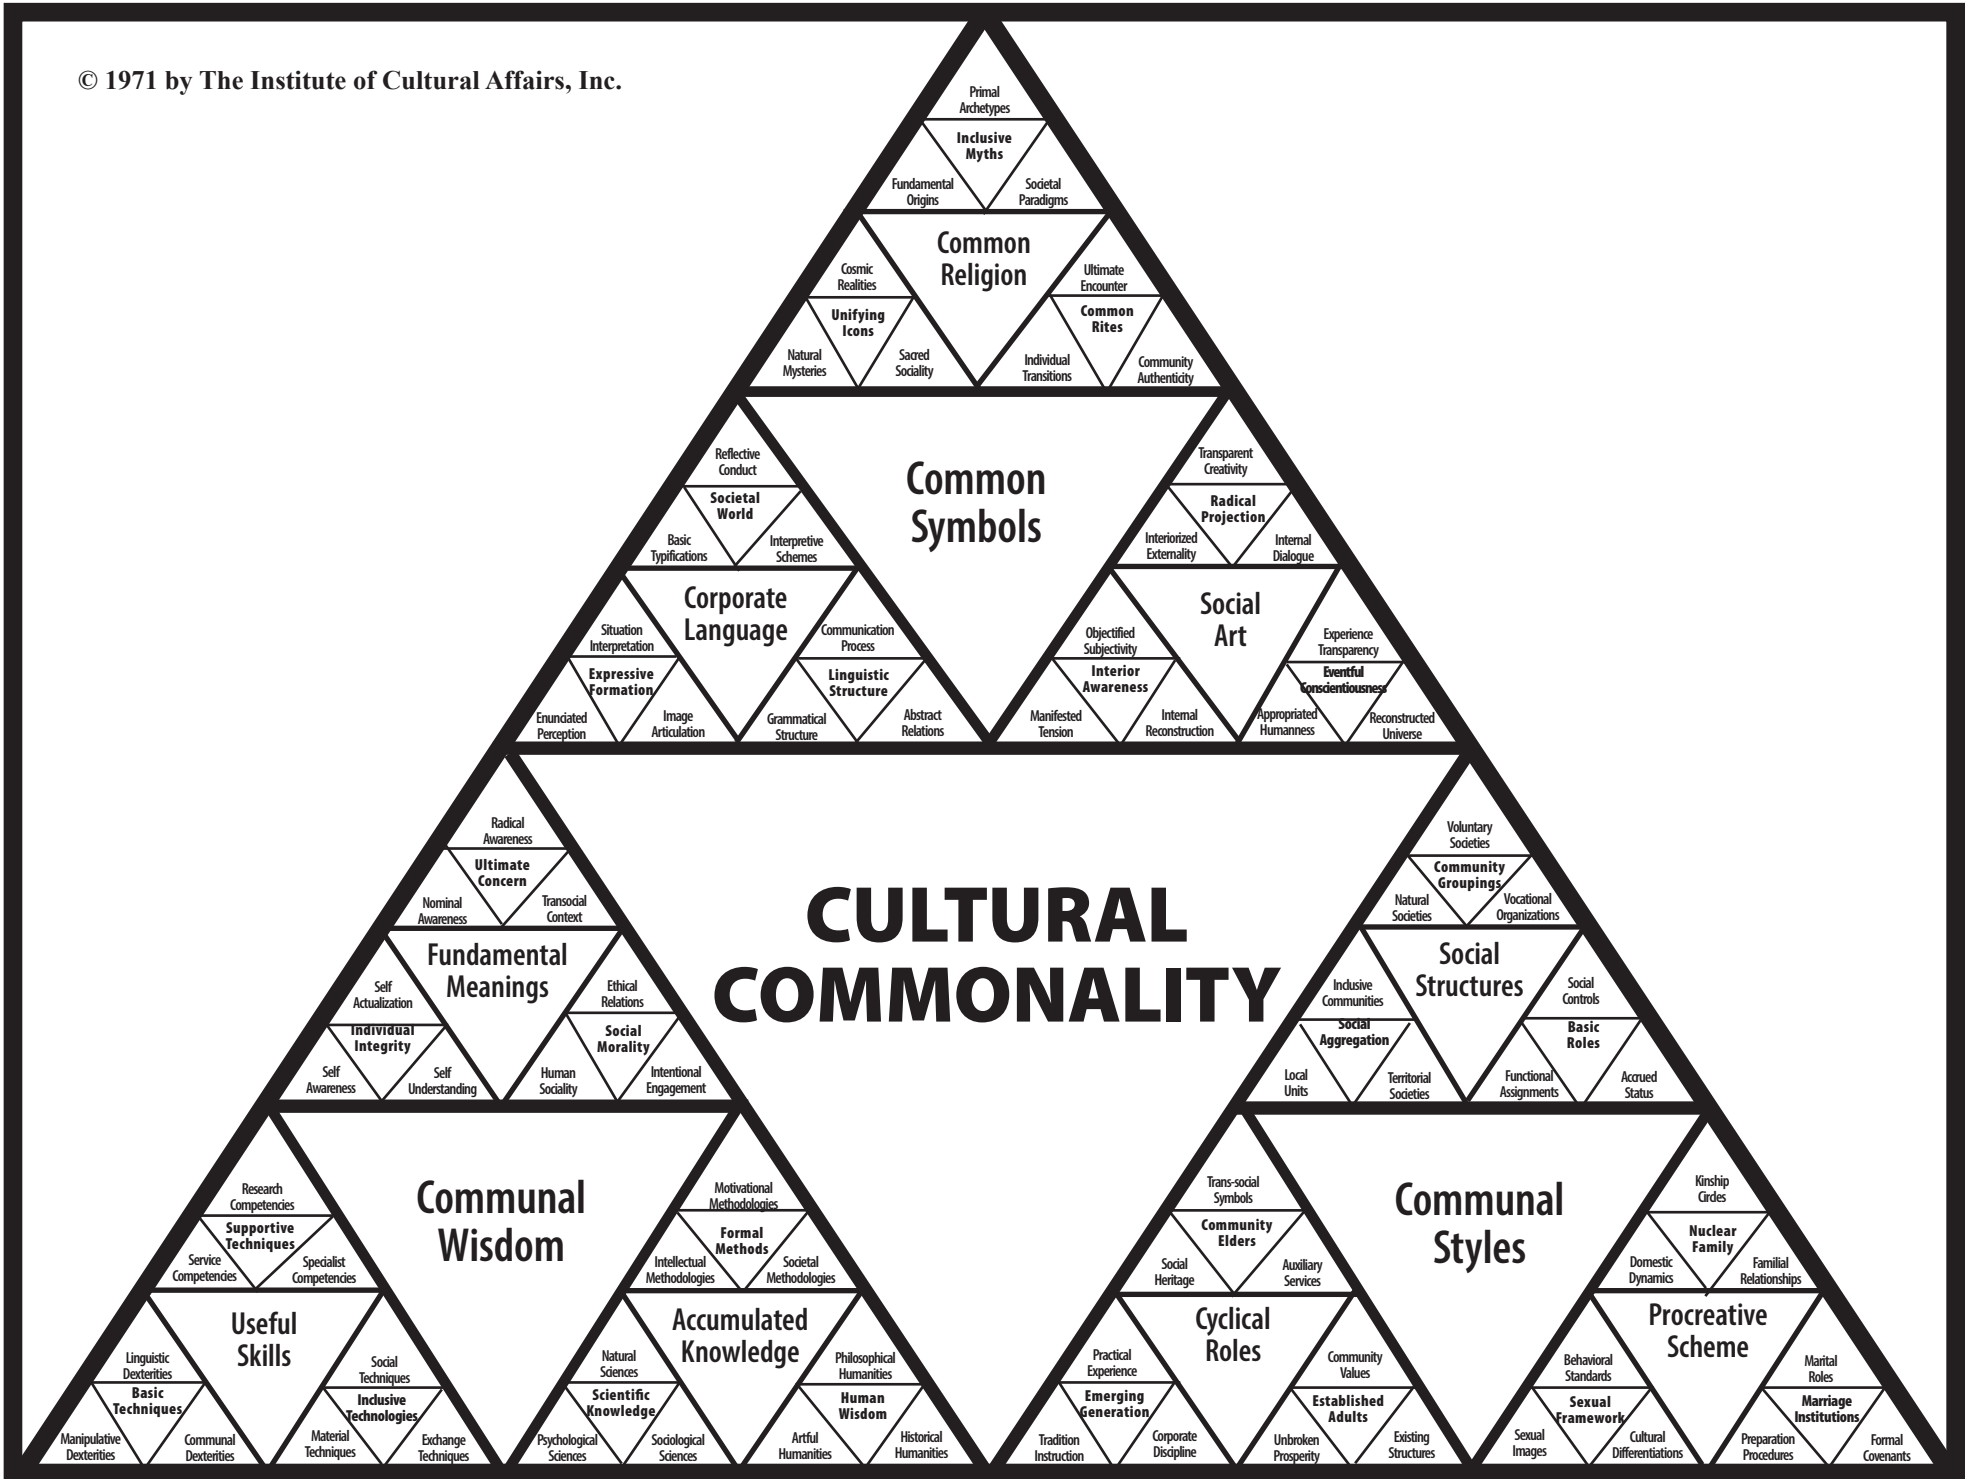 © 1971 by The Institute of Cultural Affairs, Inc.
Primal
Archetypes
Inclusive
Myths
Fundamental
Origins
Societal
Paradigms
Common
Religion
Cosmic
Realities
Unifying
Icons
Natural
Mysteries
Sacred
Sociality
Ultimate
Encounter
Common
Rites
Individual
Transitions
Community
Authenticity
Common
Symbols
Reflective
Conduct
Societal
World
Basic
Typifications
Interpretive
Schemes
Corporate
Language
Situation
Interpretation
Expressive
Formation
Enunciated
Perception
Image
Articulation
Communication
Process
Linguistic
Structure
Grammatical
Structure
Abstract
Relations
Transparent
Creativity
Radical
Projection
Interiorized
Externality
Internal
Dialogue
Social
Art
Objectified
Subjectivity
Interior
Awareness
Manifested
Tension
Internal
Reconstruction
Experience
Transparency
Eventful
Conscientiousness
Appropriated
Humanness
Reconstructed
Universe
CULTURAL
COMMONALITY
Radical
Awareness
Ultimate
Concern
Nominal
Awareness
Transocial
Context
Fundamental
Meanings
Self
Actualization
Individual
Integrity
Self
Awareness
Self
Understanding
Ethical
Relations
Social
Morality
Human
Sociality
Intentional
Engagement
Communal
Wisdom
Research
Competencies
Supportive
Techniques
Service
Competencies
Specialist
Competencies
Useful
Skills
Linguistic
Dexterities
Basic
Techniques
Manipulative
Dexterities
Communal
Dexterities
Social
Techniques
Inclusive
Technologies
Material
Techniques
Exchange
Techniques
Motivational
Methodologies
Formal
Methods
Intellectual
Methodologies
Societal
Methodologies
Accumulated
Knowledge
Natural
Sciences
Scientific
Knowledge
Psychological
Sciences
Sociological
Sciences
Philosophical
Humanities
Human
Wisdom
Artful
Humanities
Historical
Humanities
Voluntary
Societies
Community
Groupings
Natural
Societies
Vocational
Organizations
Social
Structures
Inclusive
Communities
Social
Aggregation
Local
Units
Territorial
Societies
Social
Controls
Basic
Roles
Functional
Assignments
Accrued
Status
Communal
Styles
Trans-social
Symbols
Community
Elders
Social
Heritage
Auxiliary
Services
Cyclical
Roles
Practical
Experience
Emerging
Generation
Tradition
Instruction
Corporate
Discipline
Community
Values
Established
Adults
Unbroken
Prosperity
Existing
Structures
Kinship
Circles
Nuclear
Family
Domestic
Dynamics
Familial
Relationships
Procreative
Scheme
Behavioral
Standards
Sexual
Framework
Sexual
Images
Cultural
Differentiations
Marital
Roles
Marriage
Institutions
Preparation
Procedures
Formal
Covenants